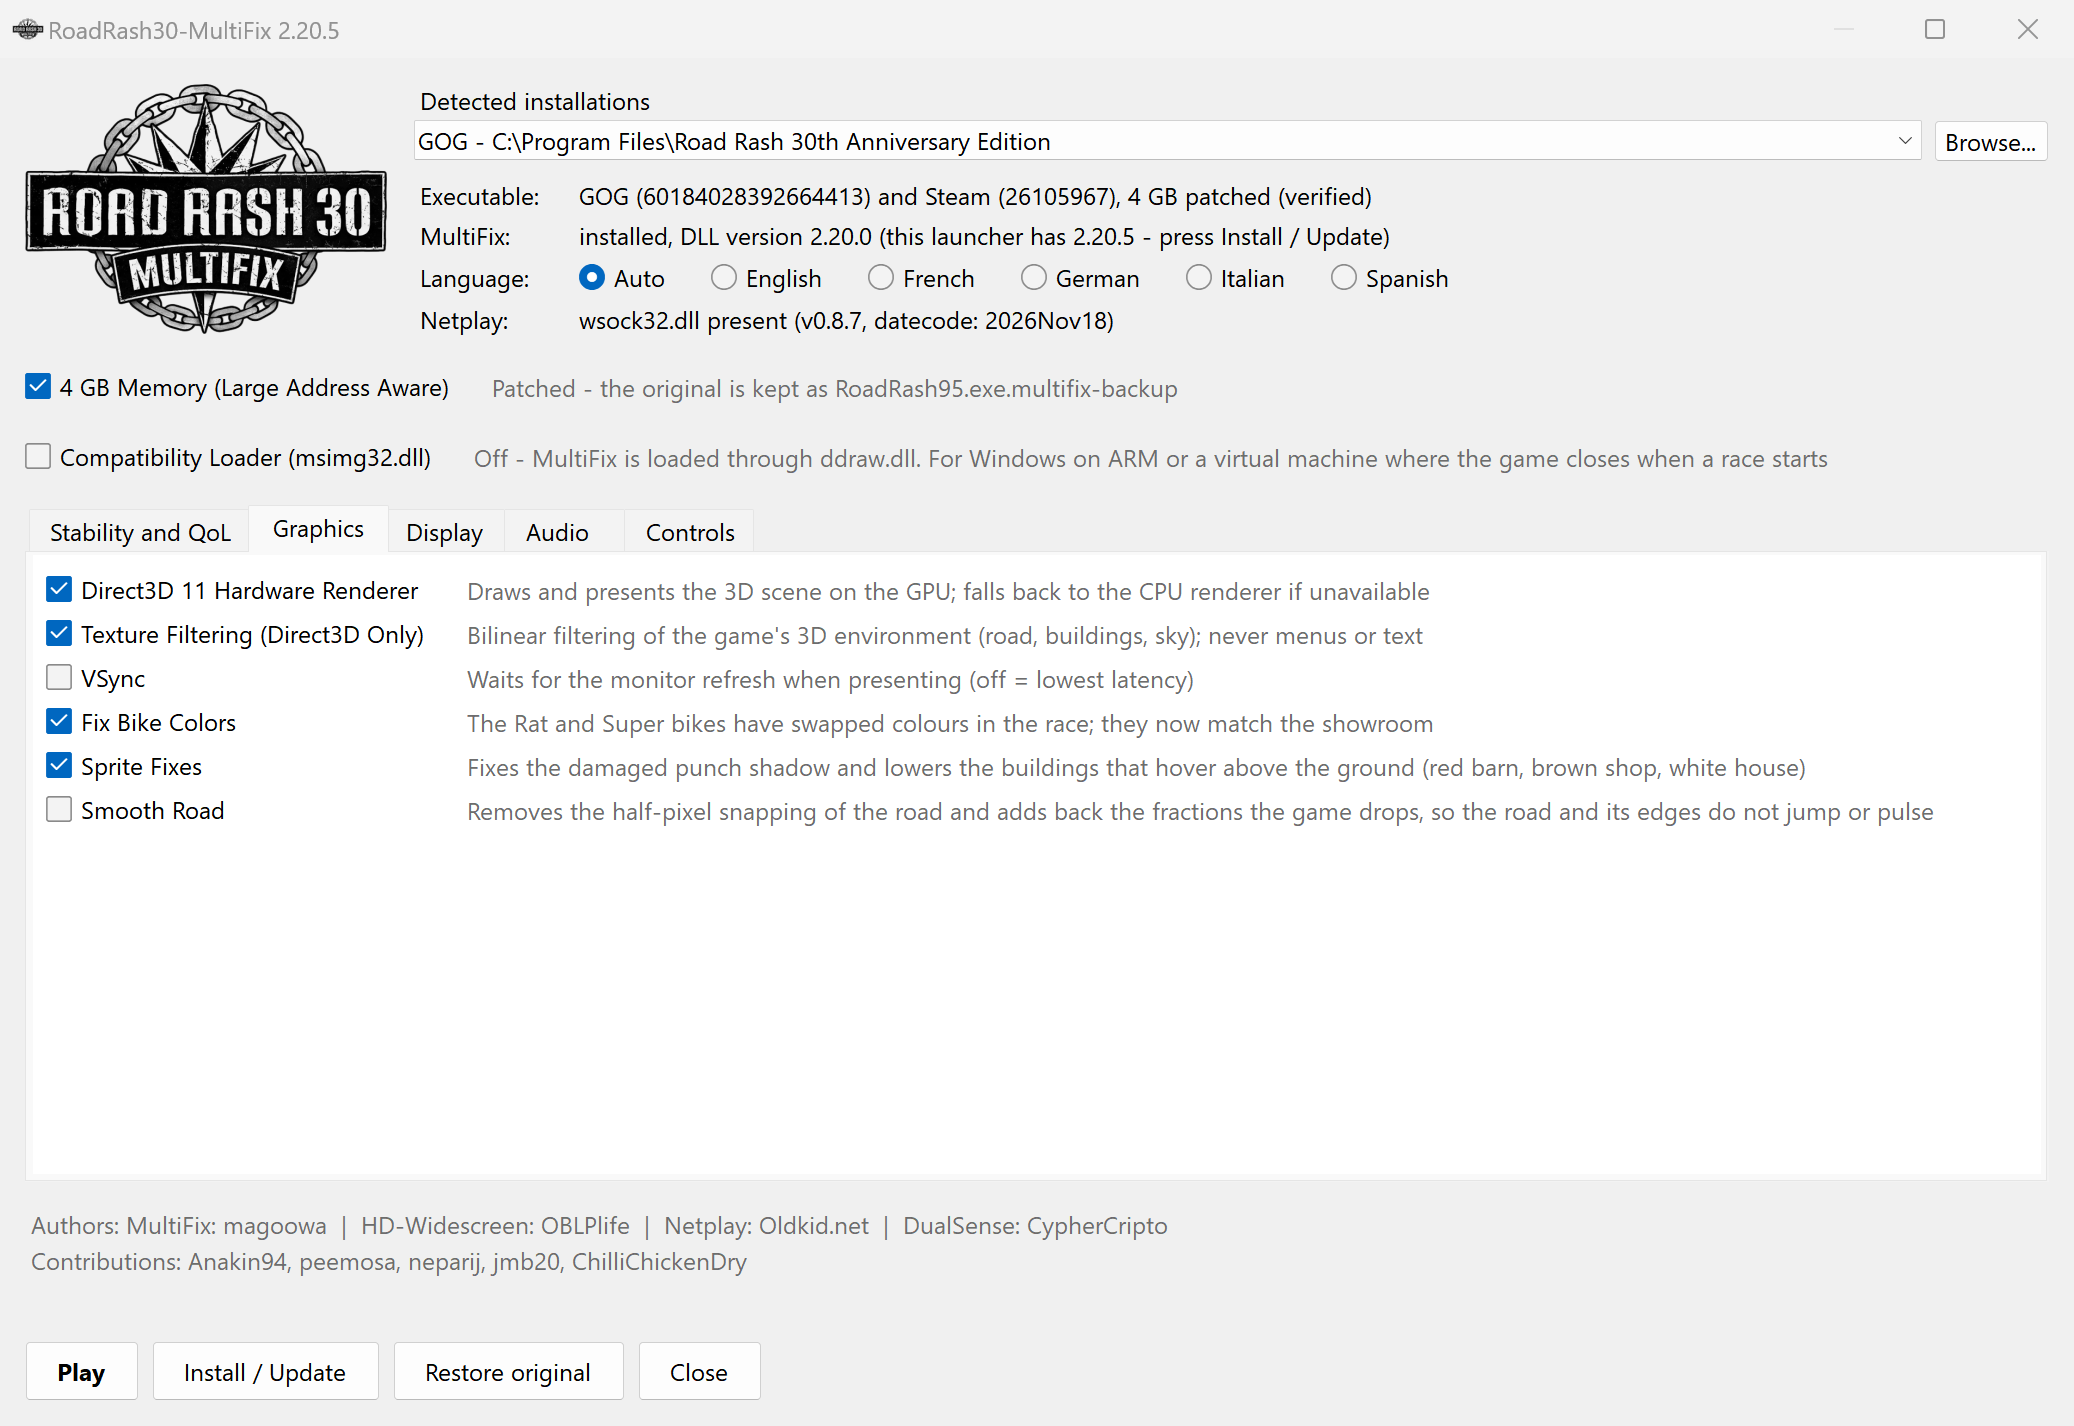 RoadRash30-MultiFix 2.20.5
ROAD RASH 30
MULTIFIX
Detected installations
GOG - C:\Program Files\Road Rash 30th Anniversary Edition
Browse...
Executable: GOG (60184028392664413) and Steam (26105967), 4 GB patched (verified)
MultiFix: installed, DLL version 2.20.0 (this launcher has 2.20.5 - press Install / Update)
Language: Auto English French German Italian Spanish
Netplay: wsock32.dll present (v0.8.7, datecode: 2026Nov18)
4 GB Memory (Large Address Aware) Patched - the original is kept as RoadRash95.exe.multifix-backup
Compatibility Loader (msimg32.dll) Off - MultiFix is loaded through ddraw.dll. For Windows on ARM or a virtual machine where the game closes when a race starts
Stability and QoL Graphics Display Audio Controls
Direct3D 11 Hardware Renderer Draws and presents the 3D scene on the GPU; falls back to the CPU renderer if unavailable
Texture Filtering (Direct3D Only) Bilinear filtering of the game's 3D environment (road, buildings, sky); never menus or text
VSync Waits for the monitor refresh when presenting (off = lowest latency)
Fix Bike Colors The Rat and Super bikes have swapped colours in the race; they now match the showroom
Sprite Fixes Fixes the damaged punch shadow and lowers the buildings that hover above the ground (red barn, brown shop, white house)
Smooth Road Removes the half-pixel snapping of the road and adds back the fractions the game drops, so the road and its edges do not jump or pulse
Authors: MultiFix: magoowa | HD-Widescreen: OBLPlife | Netplay: Oldkid.net | DualSense: CypherCripto
Contributions: Anakin94, peemosa, neparij, jmb20, ChilliChickenDry
Play Install / Update Restore original Close